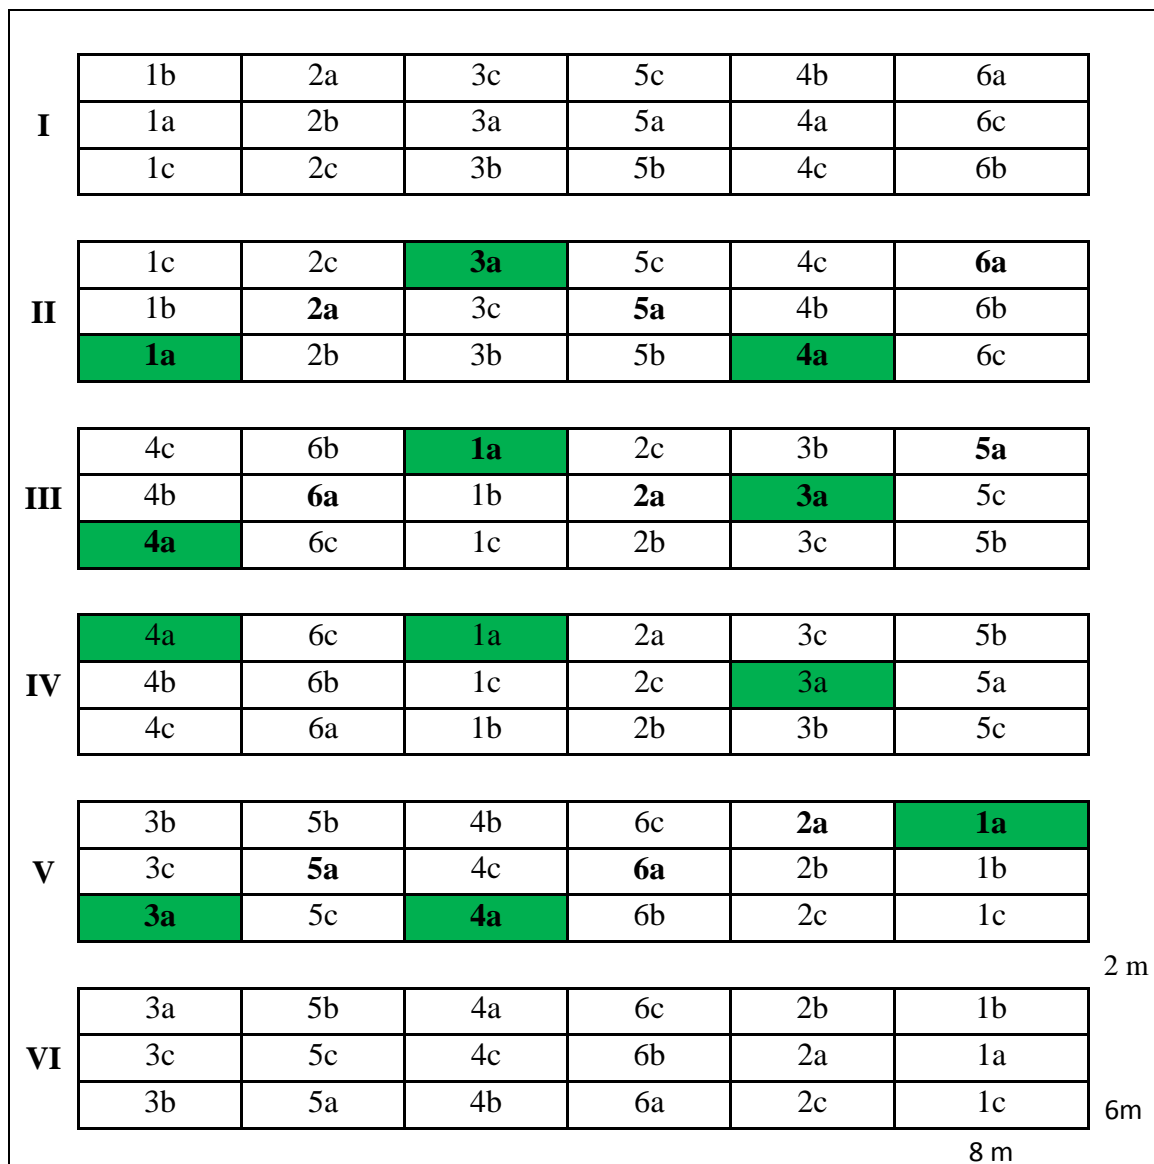 1b 2a 3c 5c 4b 6a
I 1a 2b 3a 5a 4a 6c
1c 2c 3b 5b 4c 6b
1c 2c 3a 5c 4c 6a
II 1b 2a 3c 5a 4b 6b
1a 2b 3b 5b 4a 6c
4c 6b 1a 2c 3b 5a
III 4b 6a 1b 2a 3a 5c
4a 6c 1c 2b 3c 5b
4a 6c 1a 2a 3c 5b
IV 4b 6b 1c 2c 3a 5a
4c 6a 1b 2b 3b 5c
3b 5b 4b 6c 2a 1a
V 3c 5a 4c 6a 2b 1b
3a 5c 4a 6b 2c 1c
2 m
3a 5b 4a 6c 2b 1b
VI 3c 5c 4c 6b 2a 1a
3b 5a 4b 6a 2c 1c 6m
8 m